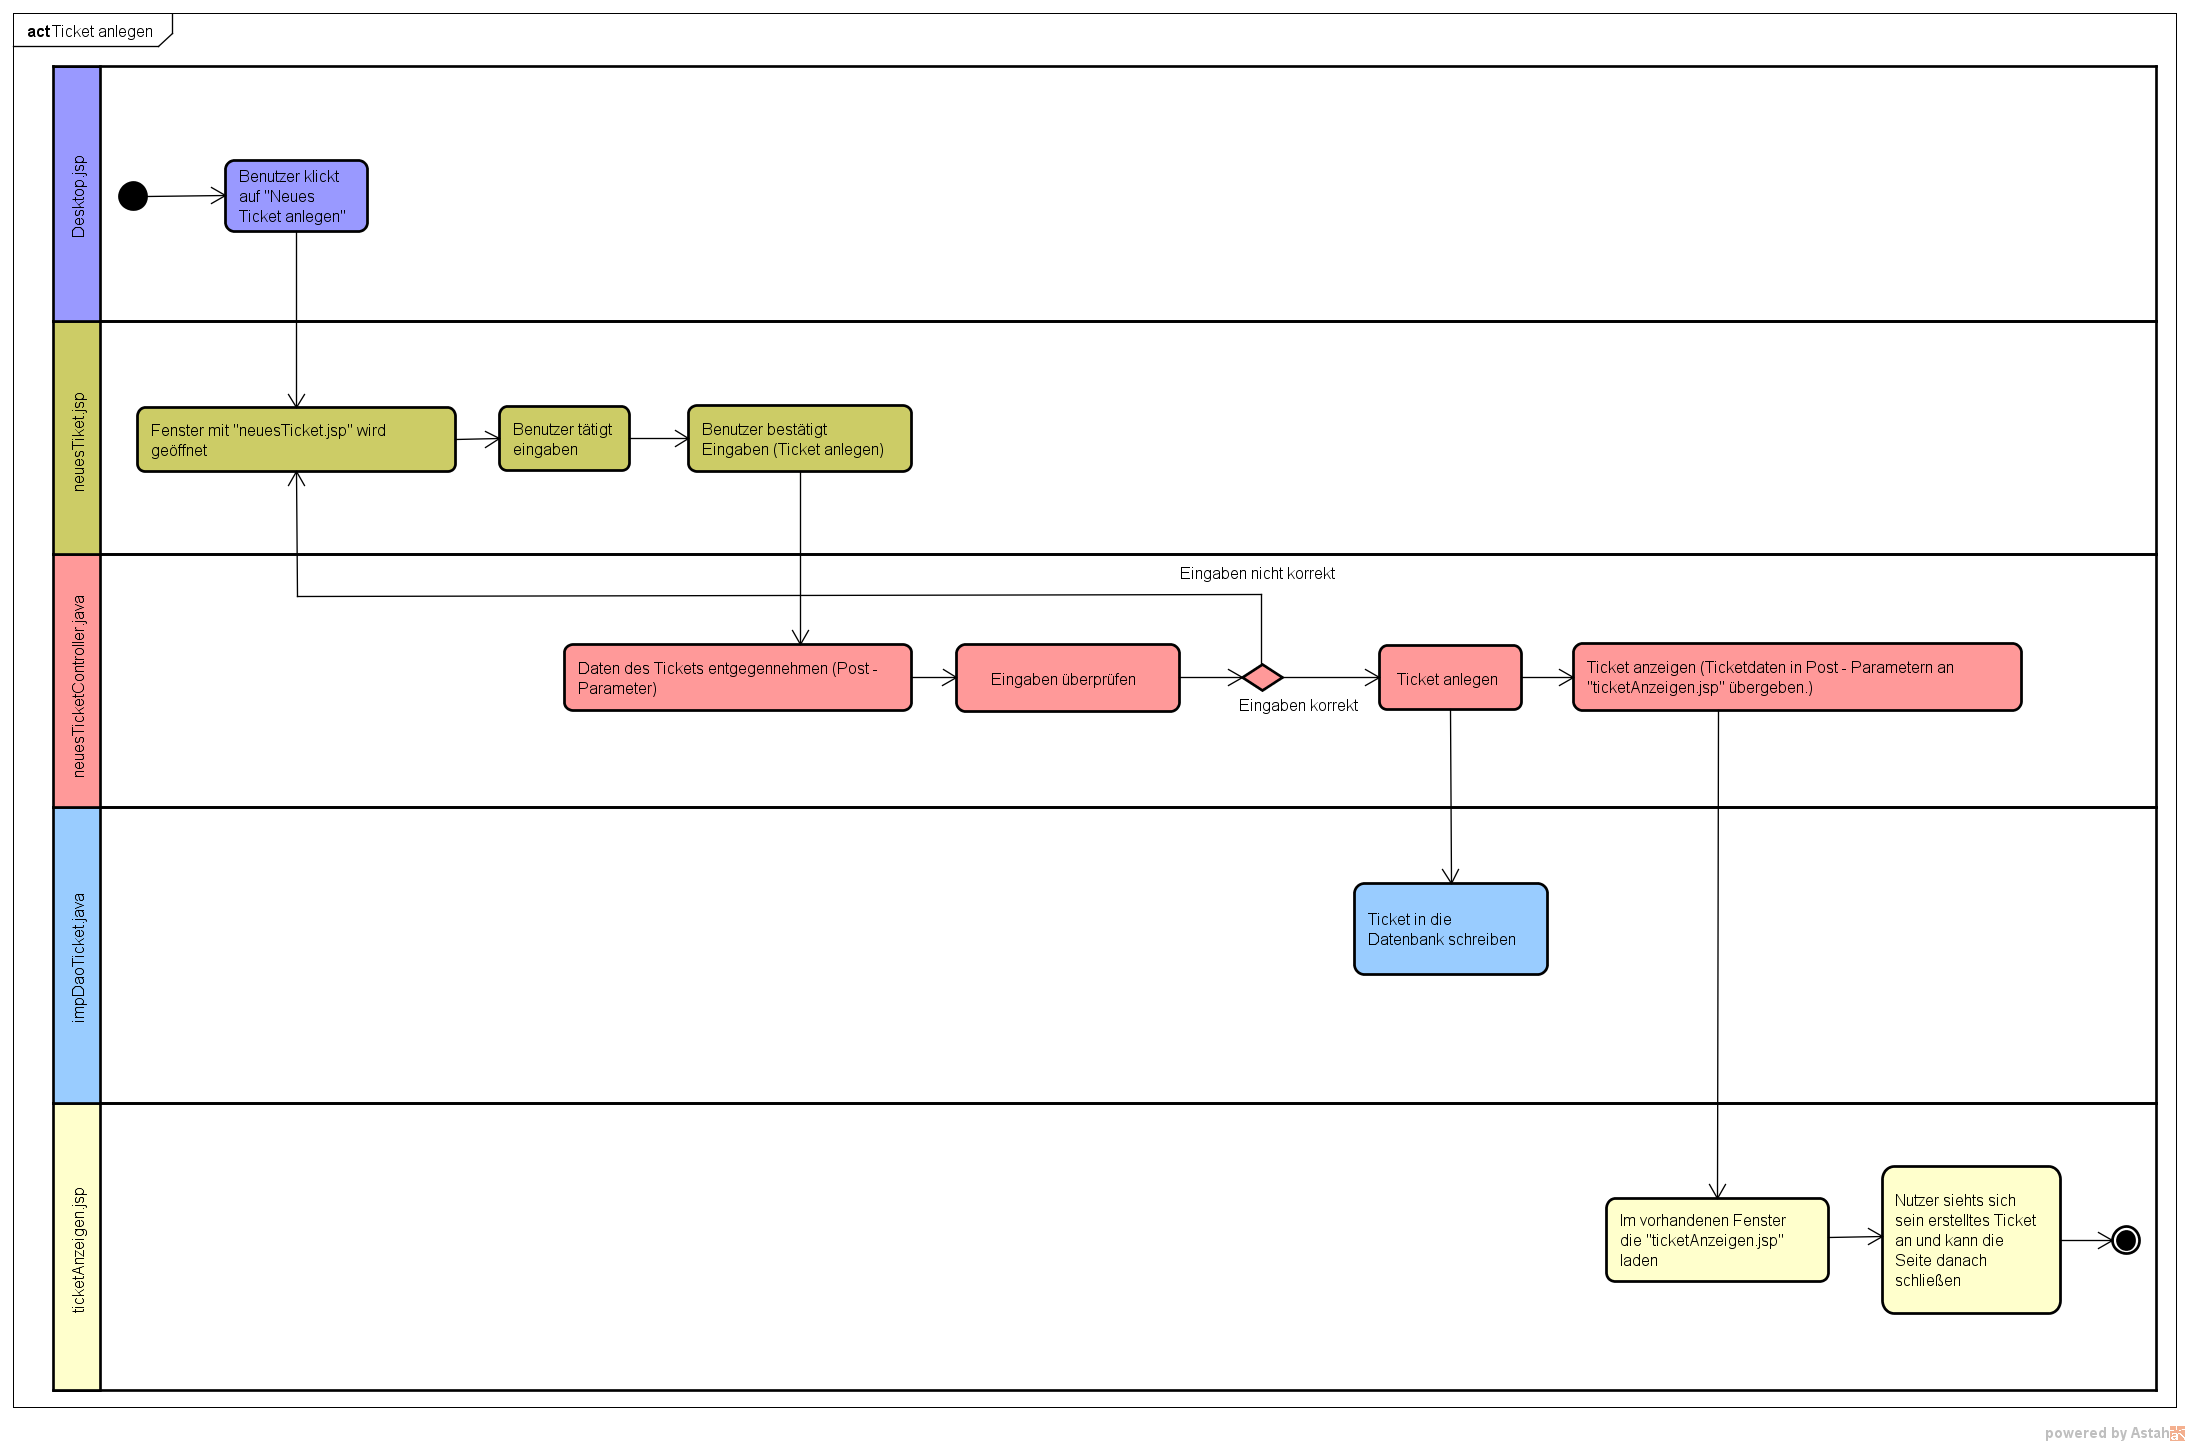 act Ticket anlegen
Desktop.jsp
Benutzer klickt
auf "Neues
Ticket anlegen"
neuesTiket.jsp
Fenster mit "neuesTicket.jsp" wird
geöffnet
Benutzer tätigt
eingaben
Benutzer bestätigt
Eingaben (Ticket anlegen)
neuesTicketController.java
Eingaben nicht korrekt
Daten des Tickets entgegennehmen (Post -
Parameter)
Eingaben überprüfen
Eingaben korrekt
Ticket anlegen
Ticket anzeigen (Ticketdaten in Post - Parametern an
"ticketAnzeigen.jsp" übergeben.)
impDaoTicket.java
Ticket in die
Datenbank schreiben
ticketAnzeigen.jsp
Im vorhandenen Fenster
die "ticketAnzeigen.jsp"
laden
Nutzer siehts sich
sein erstelltes Ticket
an und kann die
Seite danach
schließen
powered by Astah